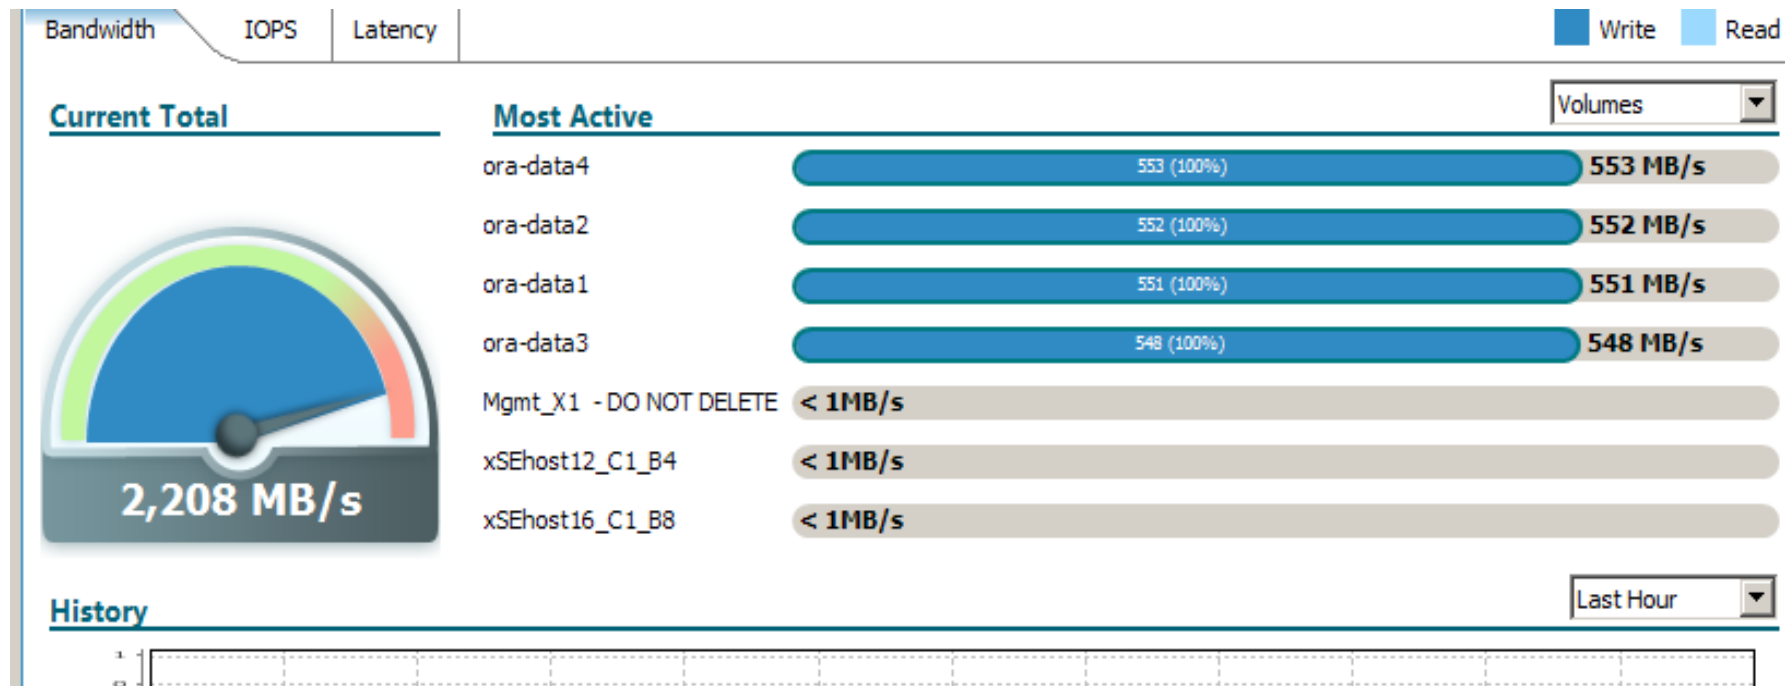 Bandwidth IOPS Latency Write Read
Current Total Most Active Volumes
ora-data4 553 (100%) 553 MB/s
ora-data2 552 (100%) 552 MB/s
ora-data1 551 (100%) 551 MB/s
ora-data3 548 (100%) 548 MB/s
Mgmt_X1 - DO NOT DELETE < 1MB/s
xSEhost12_C1_B4 < 1MB/s
2,208 MB/s
xSEhost16_C1_B8 < 1MB/s
History Last Hour
1